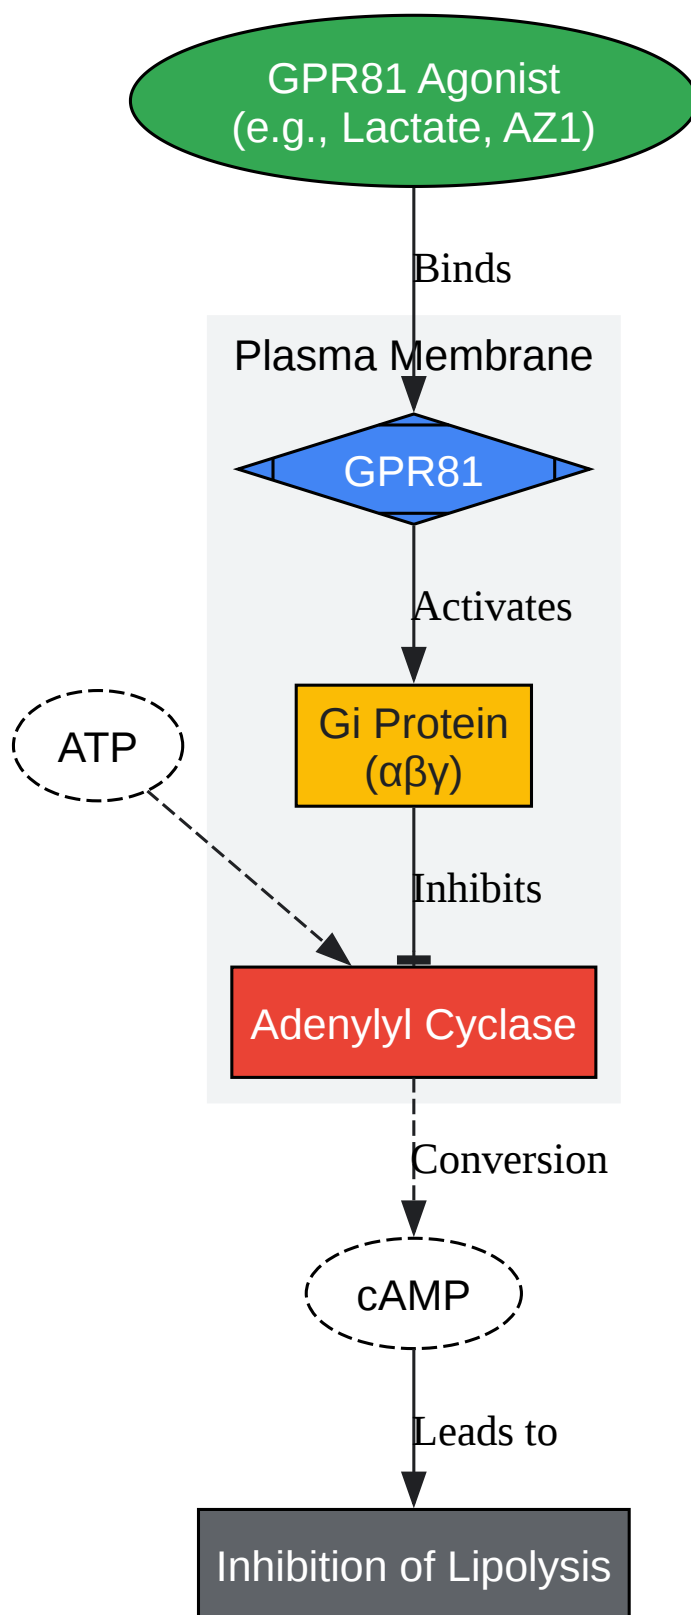 GPR81 Agonist
(e.g., Lactate, AZ1)
Binds
Plasma Membrane
GPR81
Activates
Gi Protein
(αβγ)
ATP
Inhibits
Adenylyl Cyclase
Conversion
cAMP
Leads to
Inhibition of Lipolysis